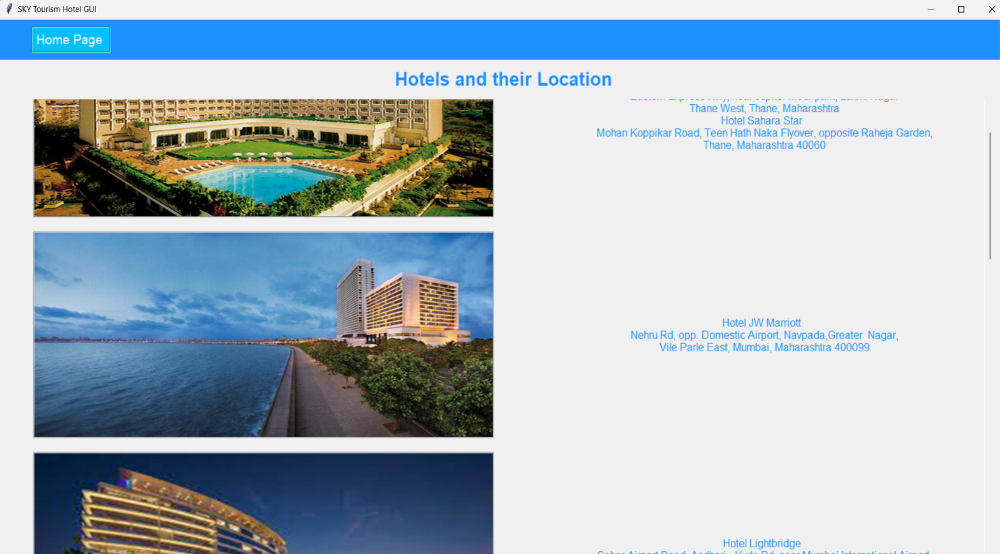 SKY Tourism Hotel GUI
Home Page
Hotels and their Location
Thane West, Thane, Maharashtra
Hotel Sahara Star
Mohan Koppikar Road, Teen Hath Naka Flyover, opposite Raheja Garden,
Thane, Maharashtra 40060
Hotel JW Marriott
Nehru Rd, opp. Domestic Airport, Navpada,Greater  Nagar,
Vile Parle East, Mumbai, Maharashtra 400099
Hotel Lightbridge